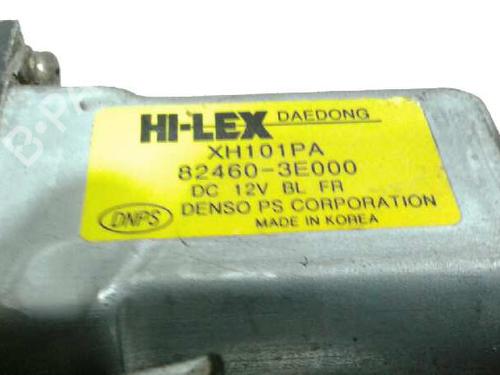 HI-LEX DAEDONG
XH101PA
82460-3E000
DC 12V BL FR
DNPS DENSO PS CORPORATION
MADE IN KOREA